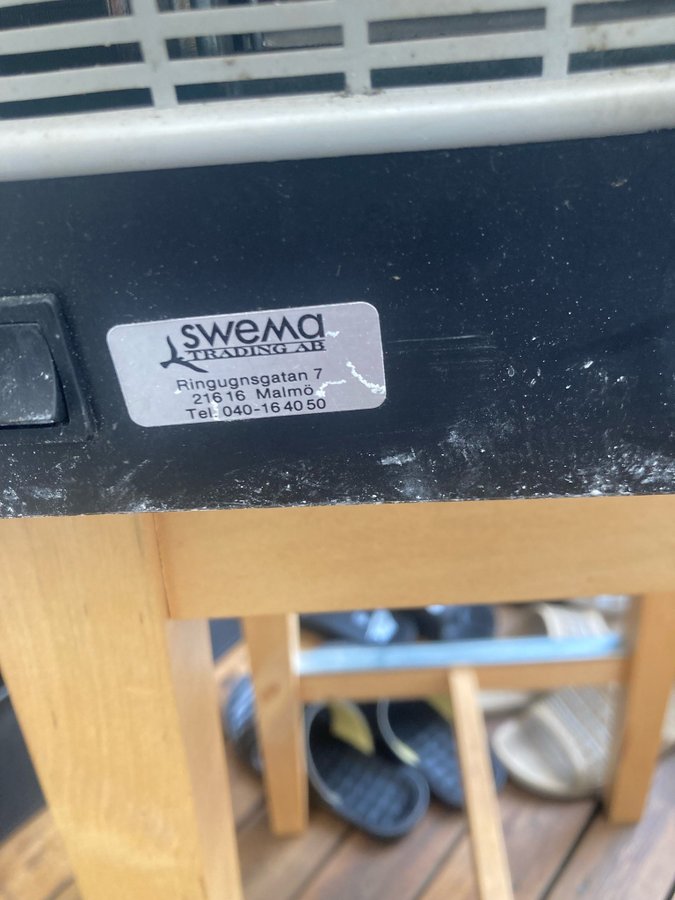 swema
TRADING AB
Ringugnsgatan 7
216 16 Malmö
Tel. 040-16 40 50